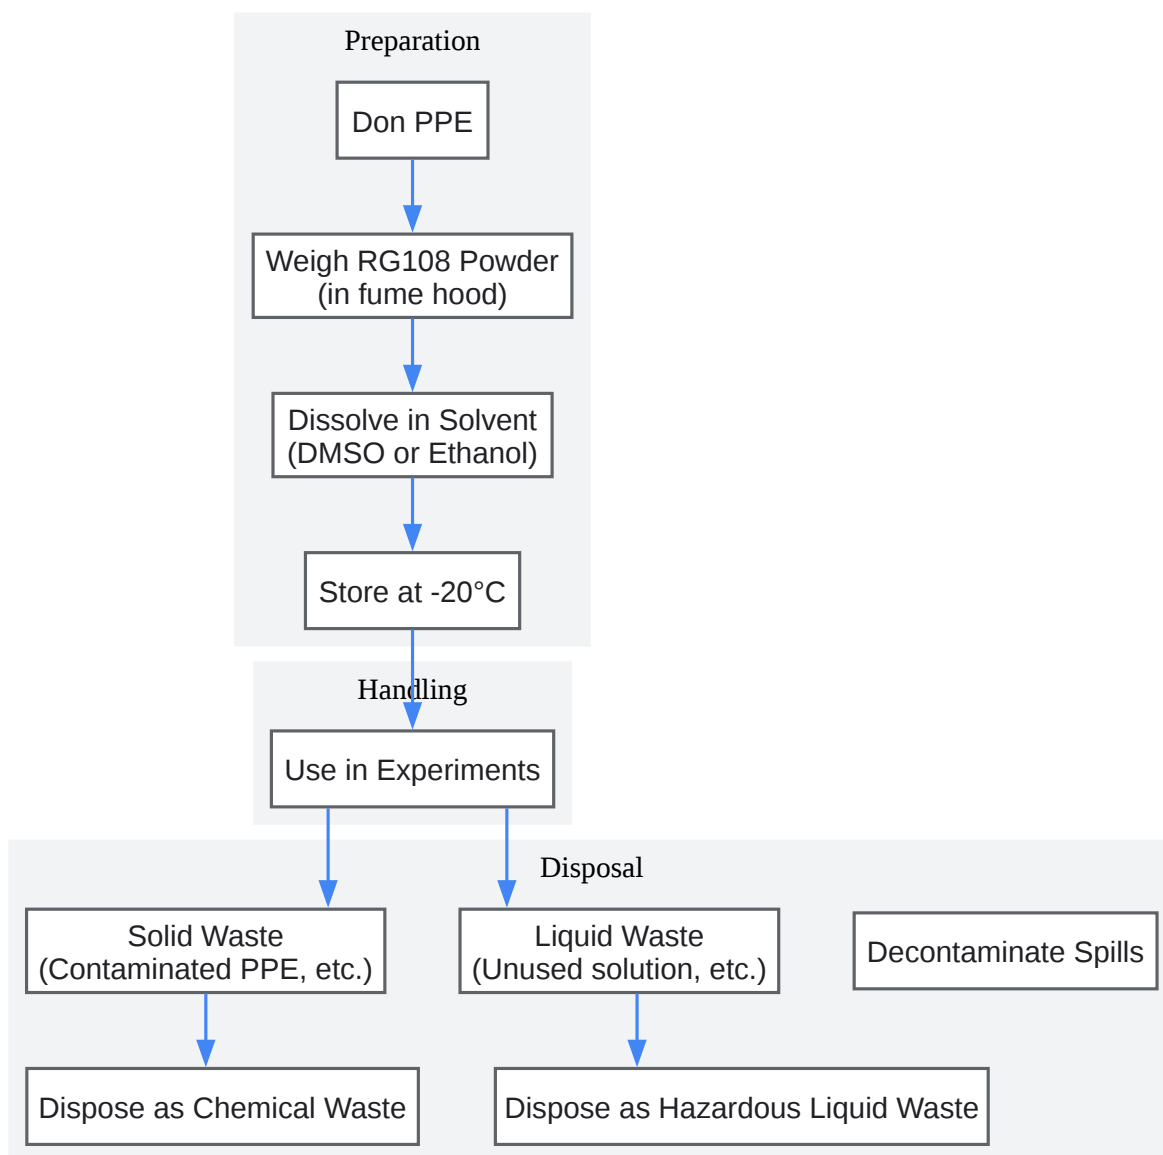 Preparation
Don PPE
Weigh RG108 Powder
(in fume hood)
Dissolve in Solvent
(DMSO or Ethanol)
Store at -20°C
Handling
Use in Experiments
Disposal
Solid Waste
(Contaminated PPE, etc.)
Liquid Waste
(Unused solution, etc.)
Decontaminate Spills
Dispose as Chemical Waste
Dispose as Hazardous Liquid Waste